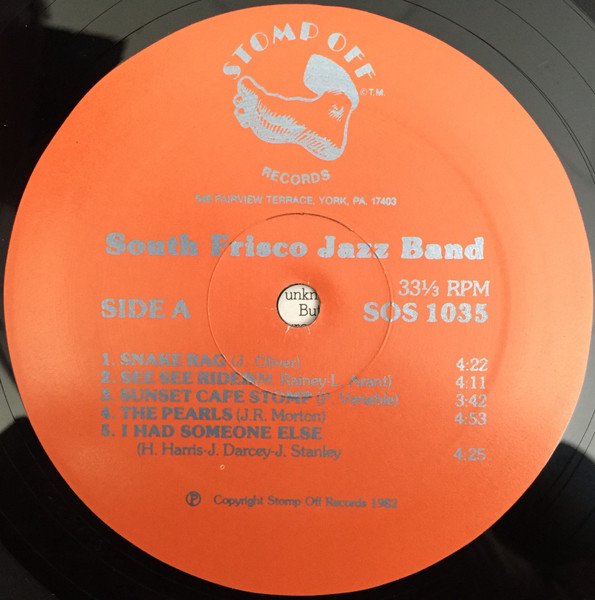 STOMP OFF
© T.M.
RECORDS
FAIRVIEW TERRACE, YORK, PA. 17403
South Frisco Jazz Band
33⅓ RPM
SIDE A
SOS 1035
unkn
Bu
1. SNAKE RAG (J. Oliver) 4:22
2. SEE SEE RIDER (M. Rainey-L. Arant) 4:11
3. SUNSET CAFE STOMP (P. Venable) 3:42
4. THE PEARLS (J.R. Morton) 4:53
5. I HAD SOMEONE ELSE
(H. Harris-J. Darcey-J. Stanley 4:25
Ⓟ Copyright Stomp Off Records 1982